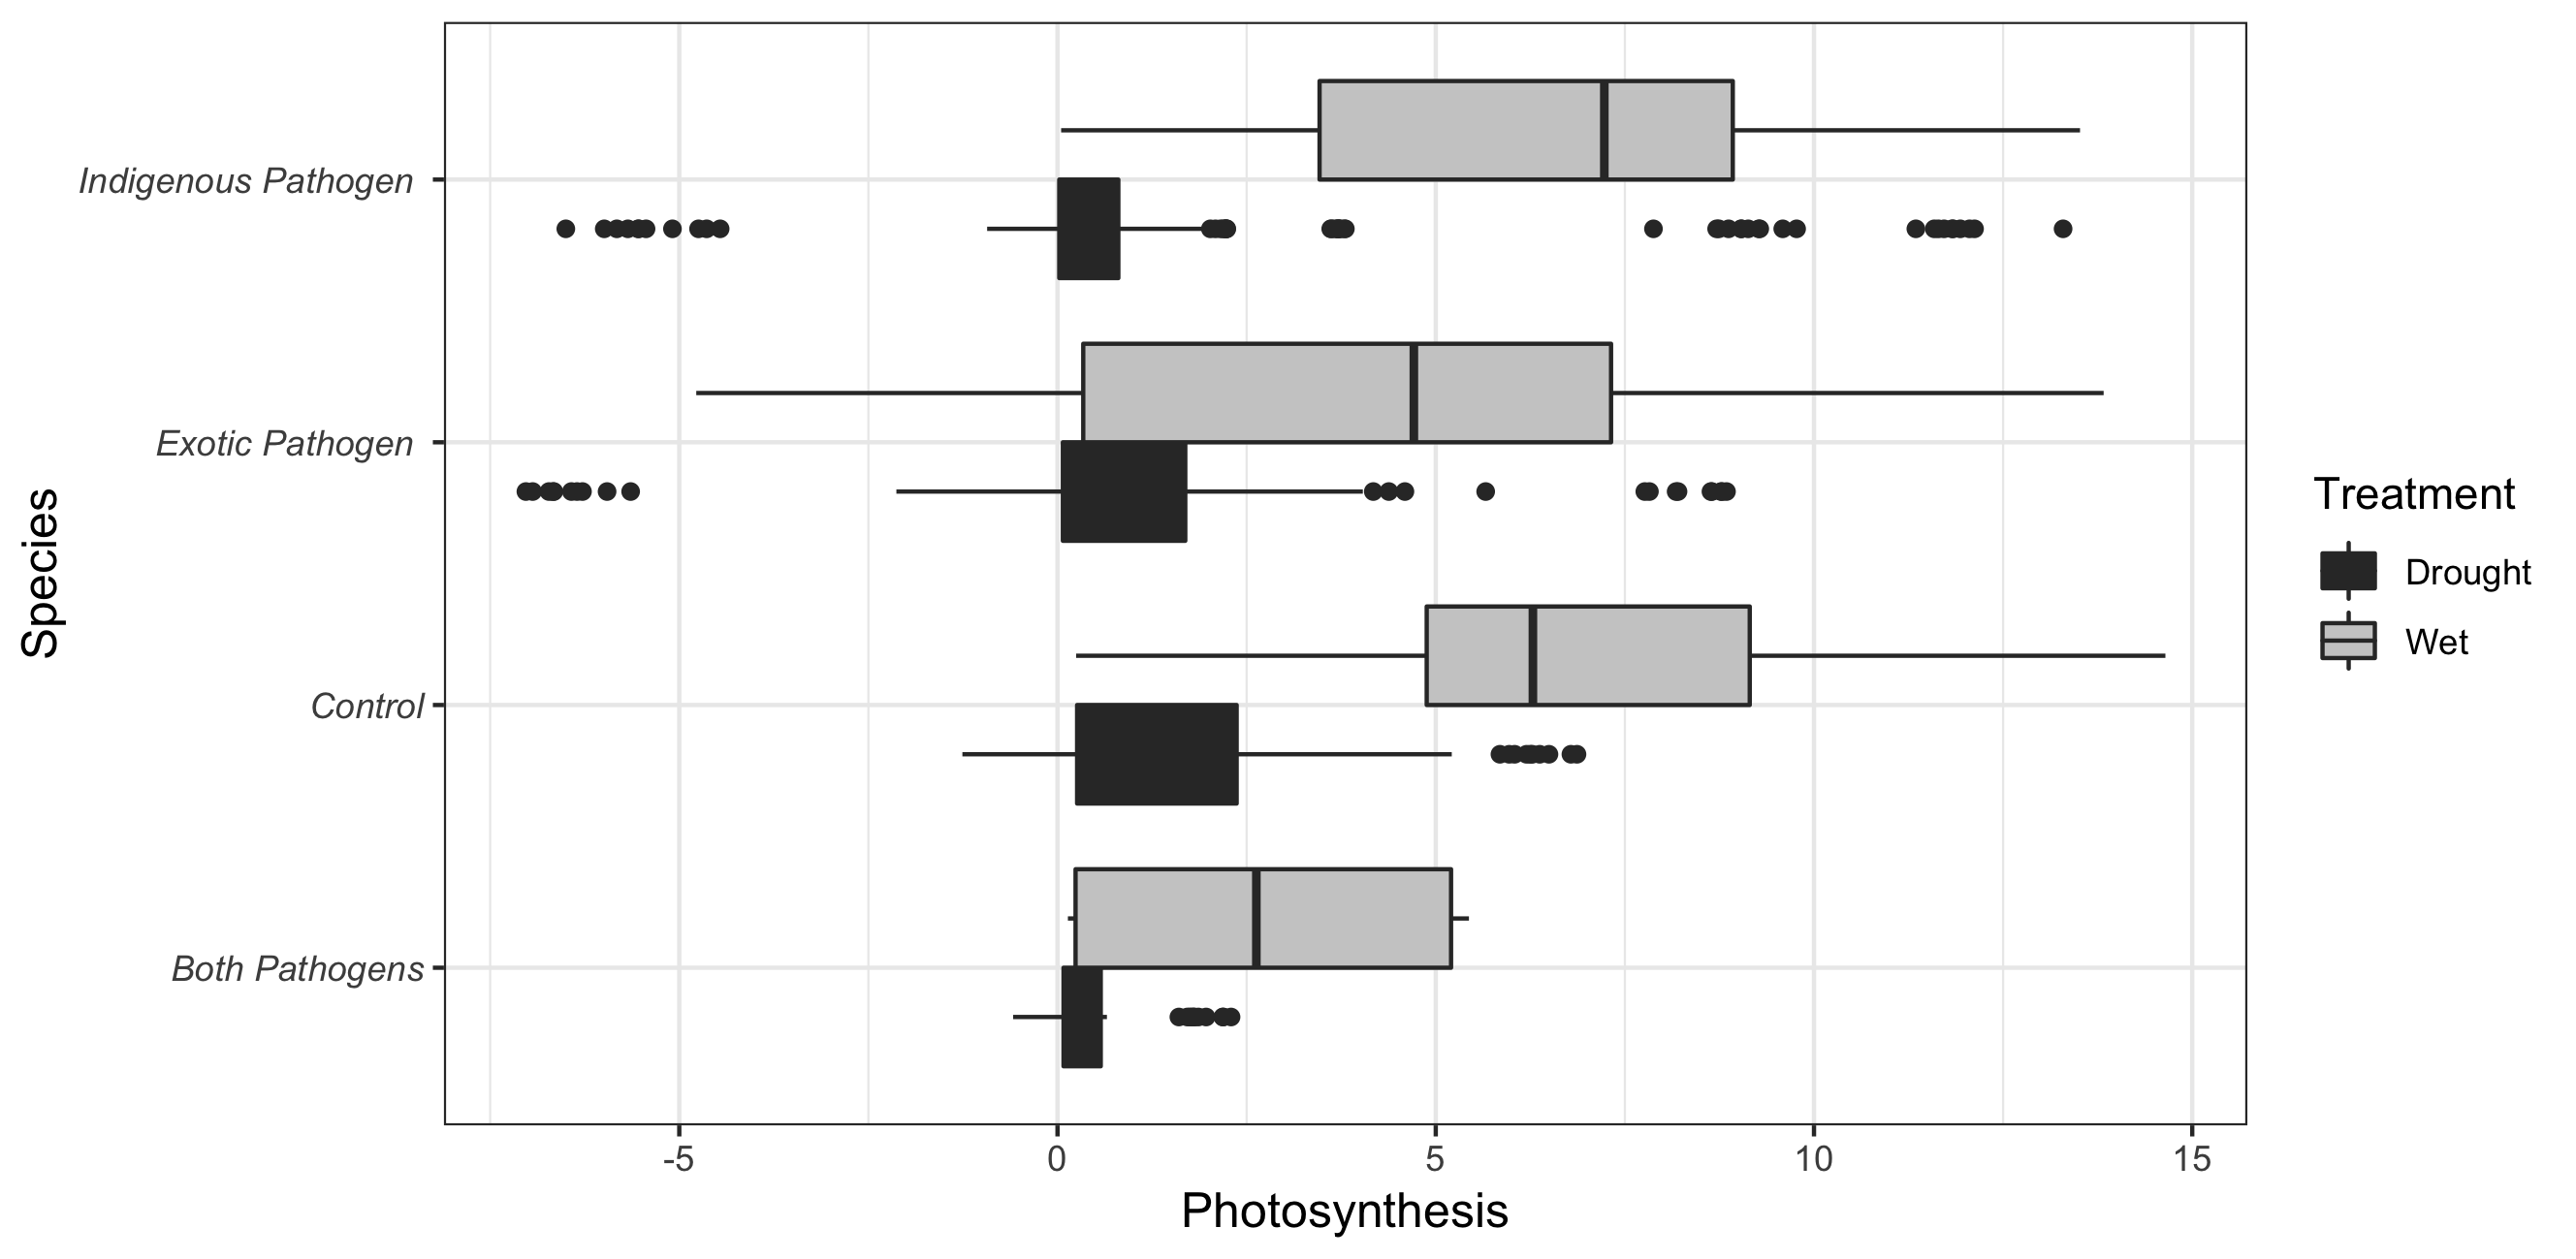 Species
Indigenous Pathogen
Exotic Pathogen
Control
Both Pathogens
-5 0 5 10 15
Photosynthesis
Treatment
Drought
Wet